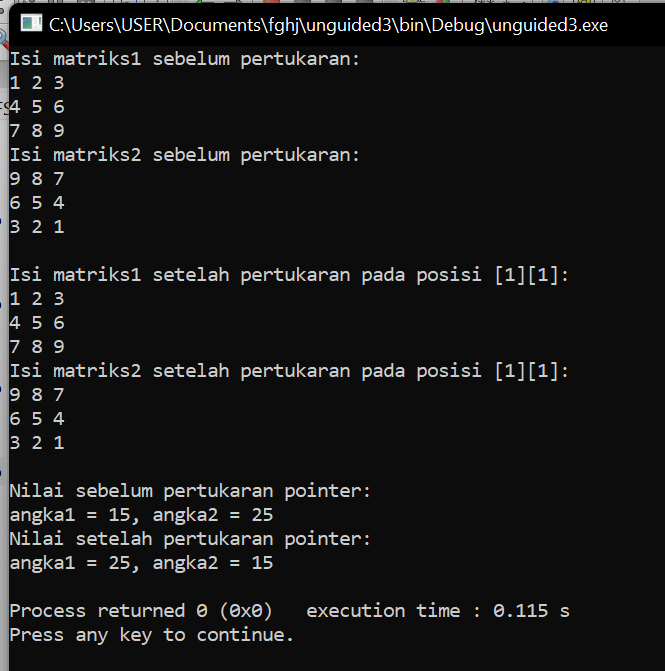 C:\Users\USER\Documents\fghj\unguided3\bin\Debug\unguided3.exe
Isi matriks1 sebelum pertukaran:
1 2 3
4 5 6
7 8 9
Isi matriks2 sebelum pertukaran:
9 8 7
6 5 4
3 2 1
Isi matriks1 setelah pertukaran pada posisi [1][1]:
1 2 3
4 5 6
7 8 9
Isi matriks2 setelah pertukaran pada posisi [1][1]:
9 8 7
6 5 4
3 2 1
Nilai sebelum pertukaran pointer:
angka1 = 15, angka2 = 25
Nilai setelah pertukaran pointer:
angka1 = 25, angka2 = 15
Process returned 0 (0x0)   execution time : 0.115 s
Press any key to continue.